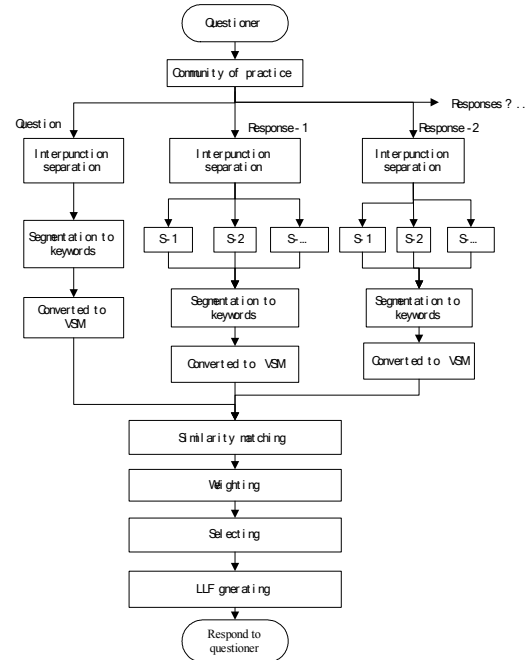 Questioner
Community of practice
Responses?..
Question
Response-1
Response-2
Interpunction
separation
Interpunction
separation
Interpunction
separation
Segmentation to
keywords
S-1
S-2
S-...
S-1
S-2
S-...
Converted to
VSM
Segmentation to
keywords
Segmentation to
keywords
Converted to VSM
Converted to VSM
Similarity matching
Weighting
Selecting
LLF gnerating
Respond to
questioner